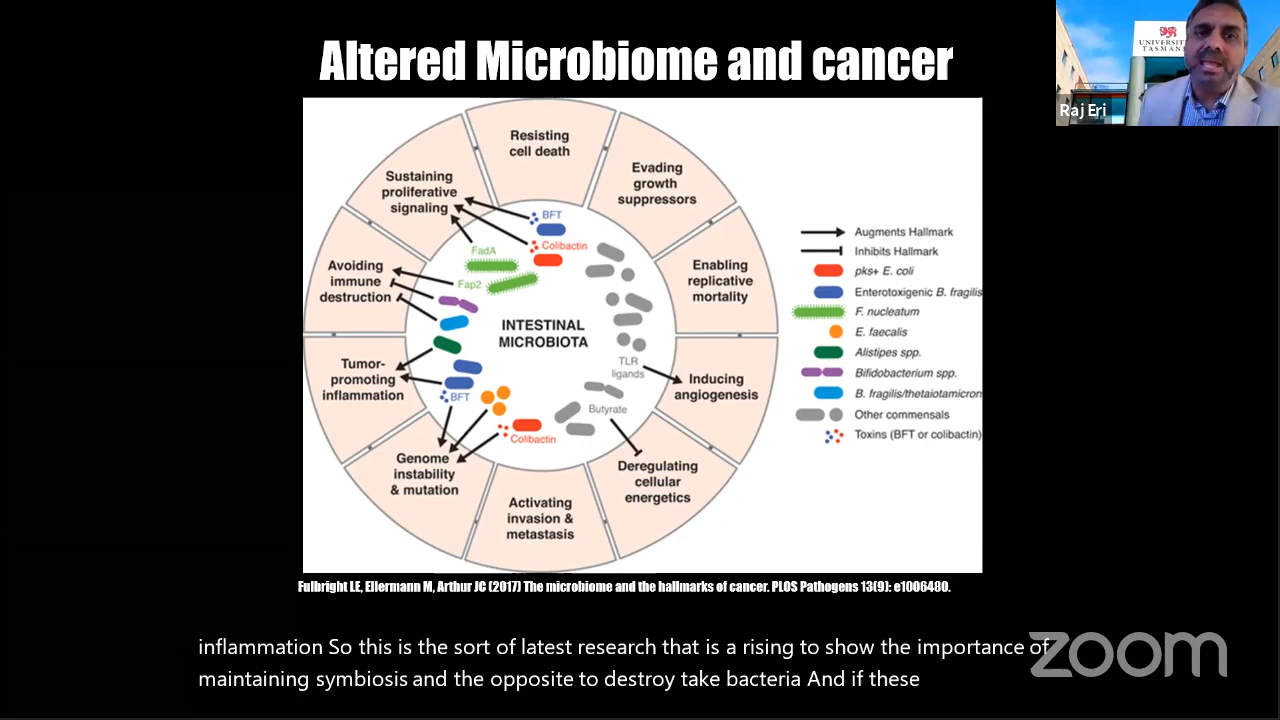 Altered Microbiome and cancer
UNIVERSITY
TASMAN
Raj Eri
Resisting
cell death
Evading
growth
suppressors
Enabling
replicative
mortality
Inducing
angiogenesis
Deregulating
cellular
energetics
Activating
invasion &
metastasis
Genome
instability
& mutation
Tumor-
promoting
inflammation
Avoiding
immune
destruction
Sustaining
proliferative
signaling
BFT
Colibactin
FadA
Fap2
INTESTINAL
MICROBIOTA
TLR
ligands
Butyrate
BFT
Colibactin
Augments Hallmark
Inhibits Hallmark
pks+ E. coli
Enterotoxigenic B. fragilis
F. nucleatum
E. faecalis
Alistipes spp.
Bifidobacterium spp.
B. fragilis/thetaiotamicron
Other commensals
Toxins (BFT or colibactin)
Fulbright LE, Ellermann M, Arthur JC (2017) The microbiome and the hallmarks of cancer. PLOS Pathogens 13(9): e1006480.
inflammation So this is the sort of latest research that is a rising to show the importance of
maintaining symbiosis and the opposite to destroy take bacteria And if these
zoom